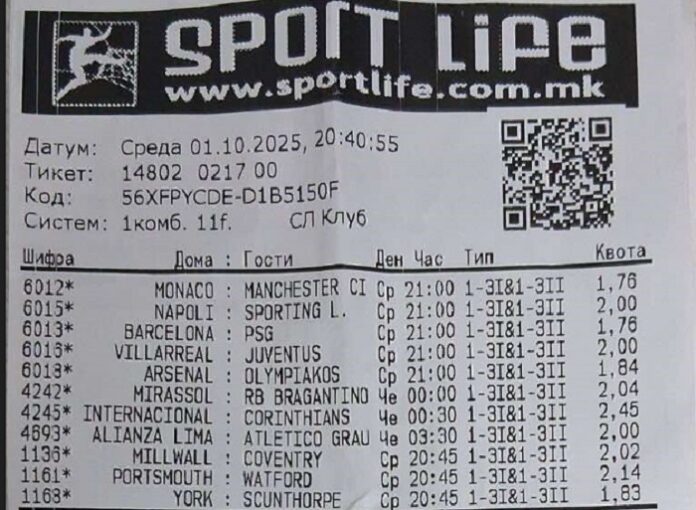 SPORT LIFE
www.sportlife.com.mk
Датум: Среда 01.10.2025, 20:40:55
Тикет: 14802 0217 00
Код: 56XFPYCDE-D1B5150F
Систем: 1комб. 11f. СЛ Клуб
Шифра Дома : Гости Ден Час Тип Квота
6012* MONACO : MANCHESTER CI Ср 21:00 1-3I&1-3II 1,76
6015* NAPOLI : SPORTING L. Ср 21:00 1-3I&1-3II 2,00
6013* BARCELONA : PSG Ср 21:00 1-3I&1-3II 1,76
6016* VILLARREAL : JUVENTUS Ср 21:00 1-3I&1-3II 2,00
6018* ARSENAL : OLYMPIAKOS Ср 21:00 1-3I&1-3II 1,84
4242* MIRASSOL : RB BRAGANTINO Че 00:00 1-3I&1-3II 2,04
4245* INTERNACIONAL : CORINTHIANS Че 00:30 1-3I&1-3II 2,45
4693* ALIANZA LIMA : ATLETICO GRAU Че 03:30 1-3I&1-3II 2,00
1136* MILLWALL : COVENTRY Ср 20:45 1-3I&1-3II 2,02
1161* PORTSMOUTH : WATFORD Ср 20:45 1-3I&1-3II 2,14
1168* YORK : SCUNTHORPE Ср 20:45 1-3I&1-3II 1,83